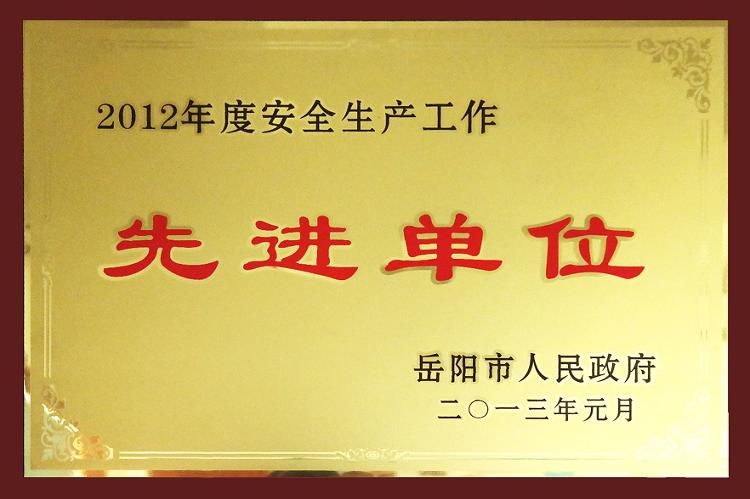 2012年度安全生产工作
先进单位
岳阳市人民政府
二〇一三年元月